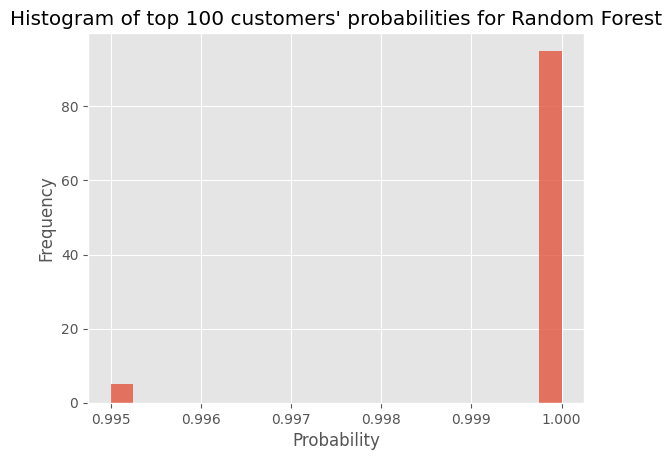 Histogram of top 100 customers' probabilities for Random Forest
Frequency
80
60
40
20
0
0.995 0.996 0.997 0.998 0.999 1.000
Probability